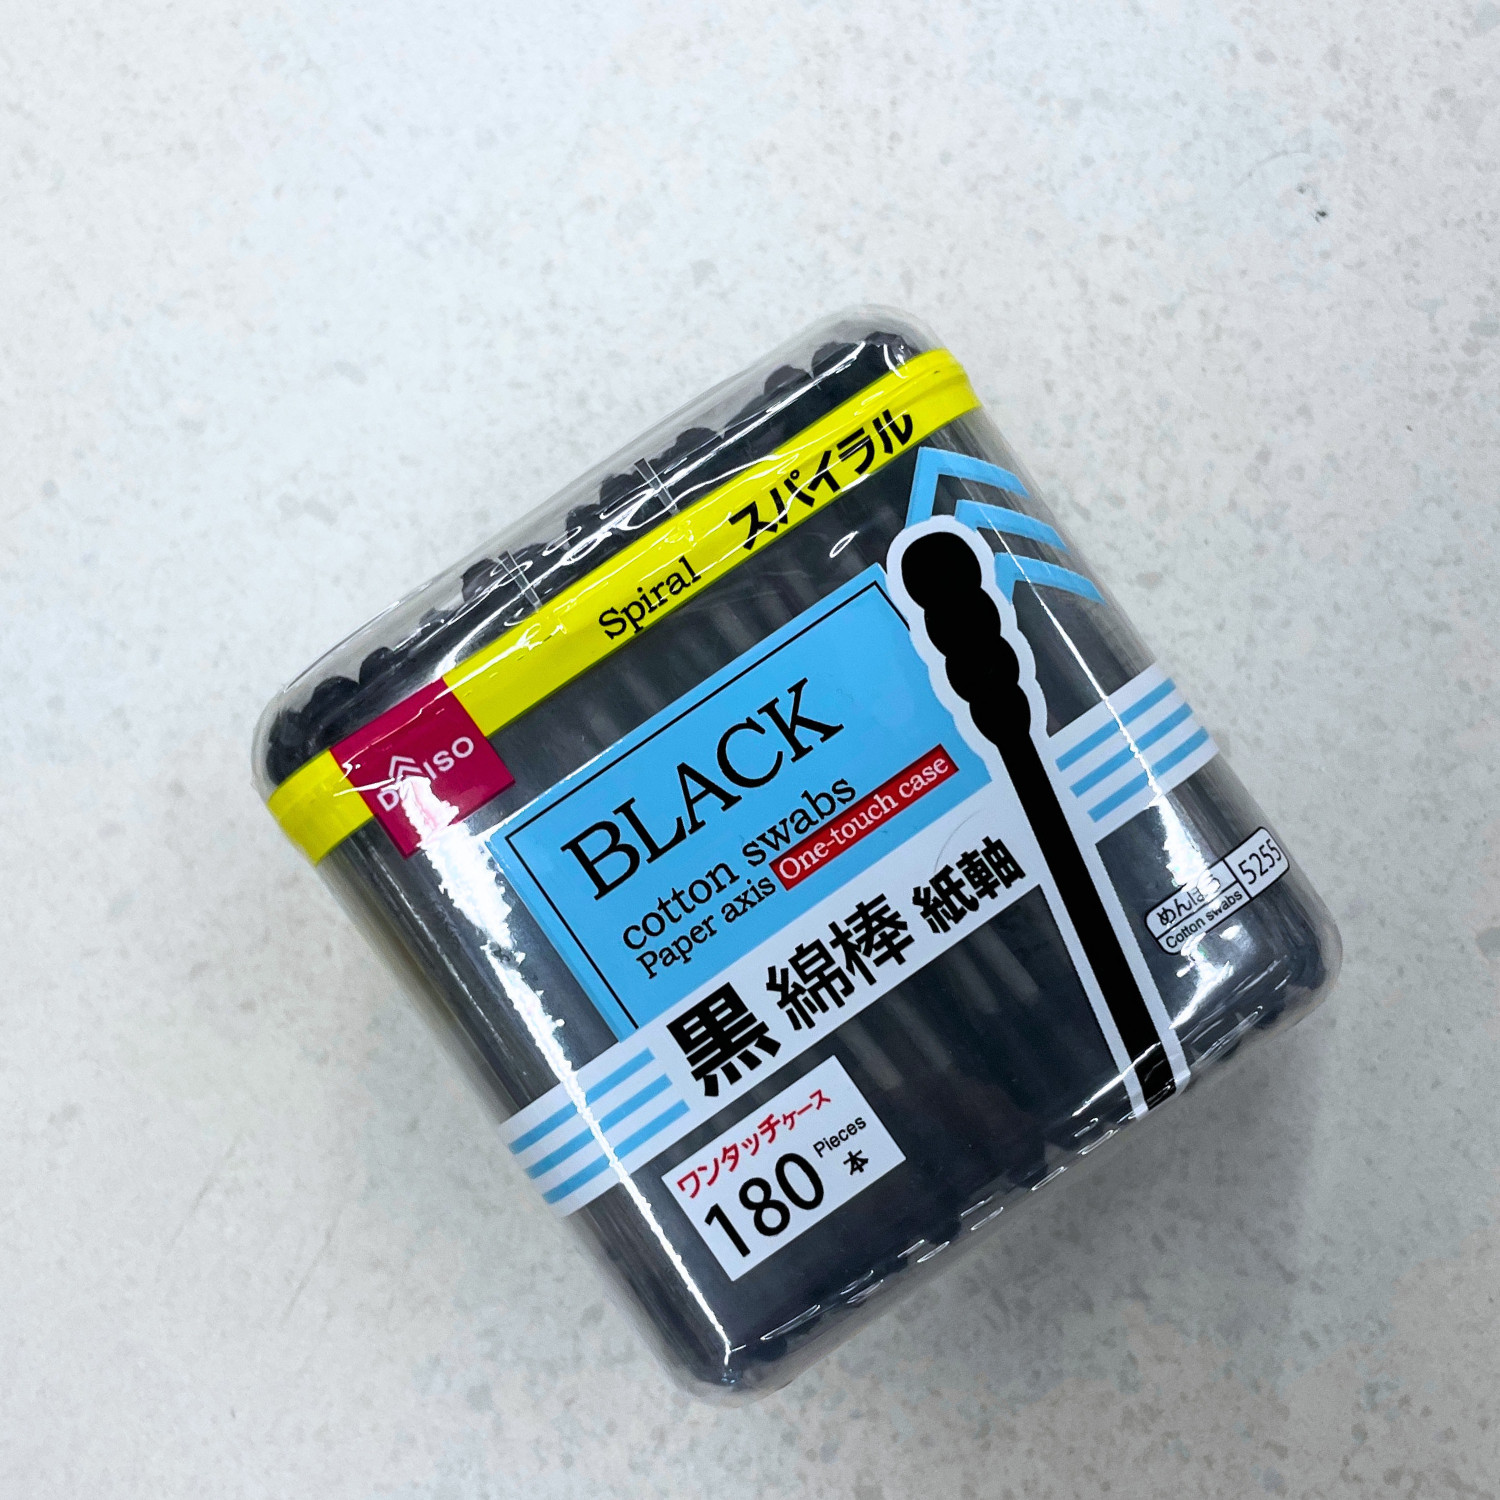 Spiral スパイラル
DAISO
BLACK
cotton swabs
Paper axis One-touch case
黒 綿棒 紙軸
ワンタッチケース
180 Pieces 本
めんぼう 5255
Cotton swabs